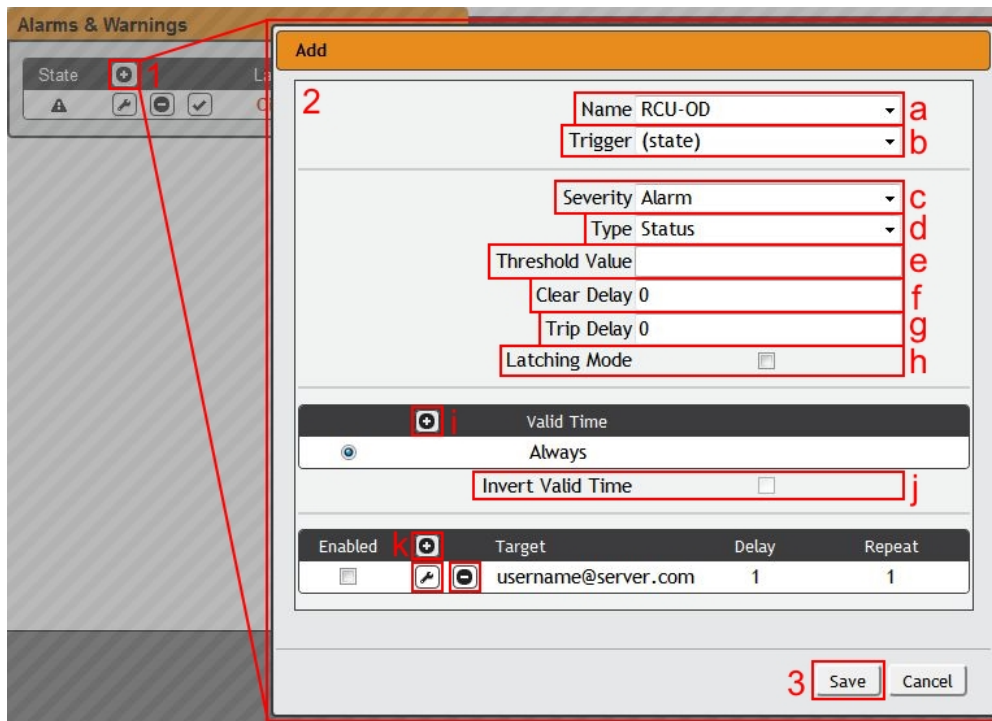 Alarms & Warnings
Add
State 1 La
2
Name RCU-OD a
Trigger (state) b
Severity Alarm c
Type Status d
Threshold Value e
Clear Delay 0 f
Trip Delay 0 g
Latching Mode h
i Valid Time
Always
Invert Valid Time j
Enabled k Target Delay Repeat
username@server.com 1 1
3 Save Cancel